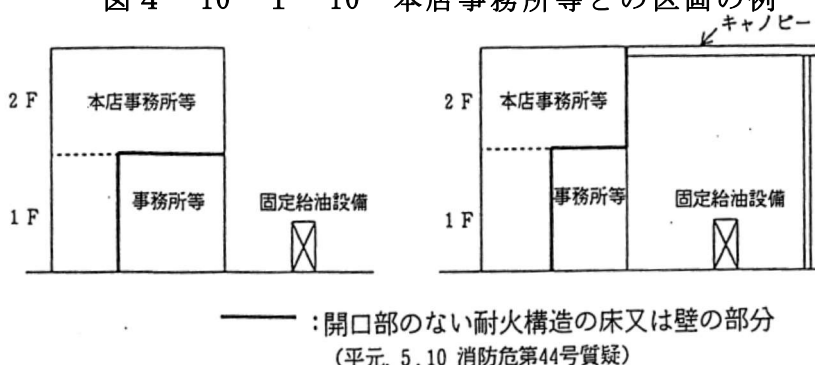 図4－10－1－10 本店事務所等との区画の例
キャノピー
2F 本店事務所等
2F 本店事務所等
事務所等 固定給油設備
事務所等 固定給油設備
1F
1F
：開口部のない耐火構造の床又は壁の部分
(平元. 5.10 消防危第44号質疑)